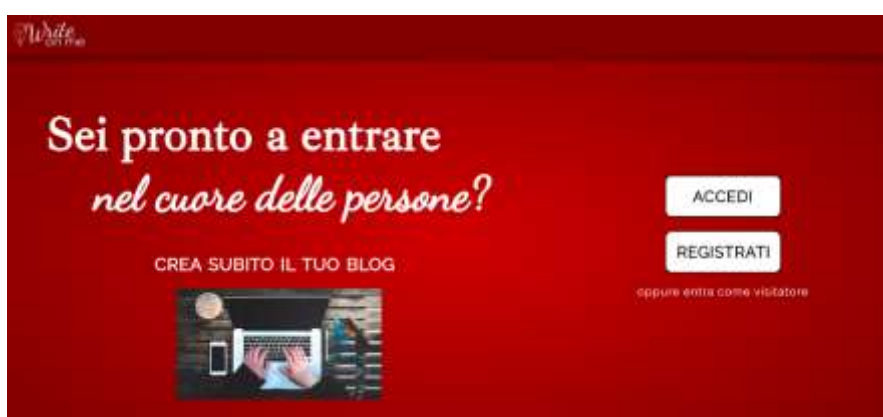 Write
on me
Sei pronto a entrare
nel cuore delle persone?
CREA SUBITO IL TUO BLOG
ACCEDI
REGISTRATI
oppure entra come visitatore